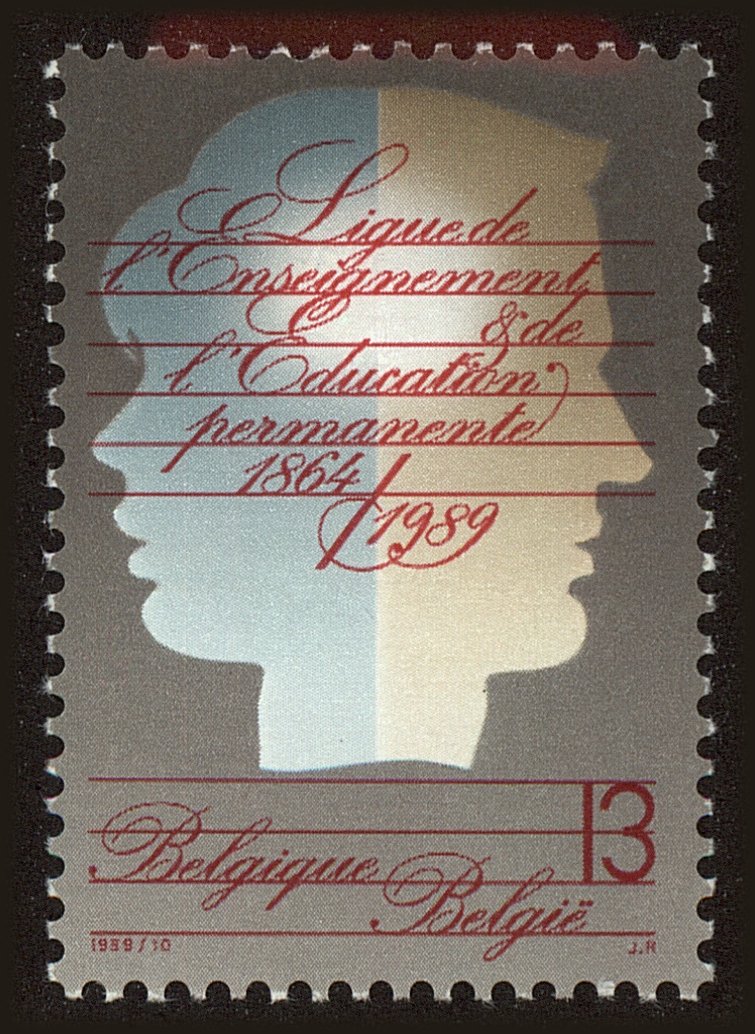 Ligue de
l'Enseignement
& de
l'Education
permanente
1864/1989
13
Belgique
België
1989/10
J.R